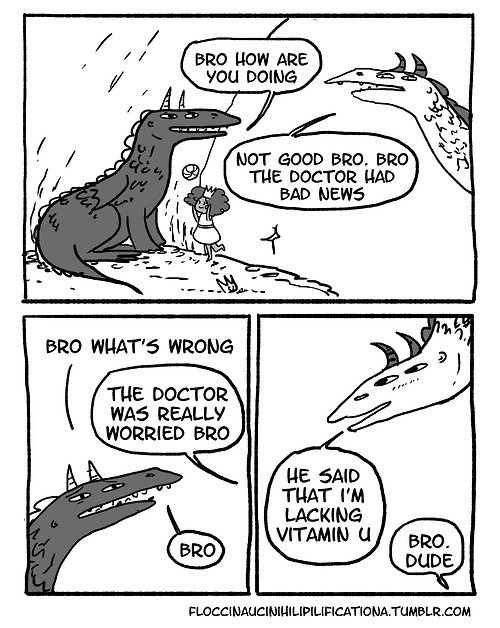 BRO HOW ARE
YOU DOING
NOT GOOD BRO. BRO
THE DOCTOR HAD
BAD NEWS
BRO WHAT'S WRONG
THE DOCTOR
WAS REALLY
WORRIED BRO
BRO
HE SAID
THAT I'M
LACKING
VITAMIN U
BRO.
DUDE
FLOCCINAUCINIHILIPILIFICATIONA.TUMBLR.COM